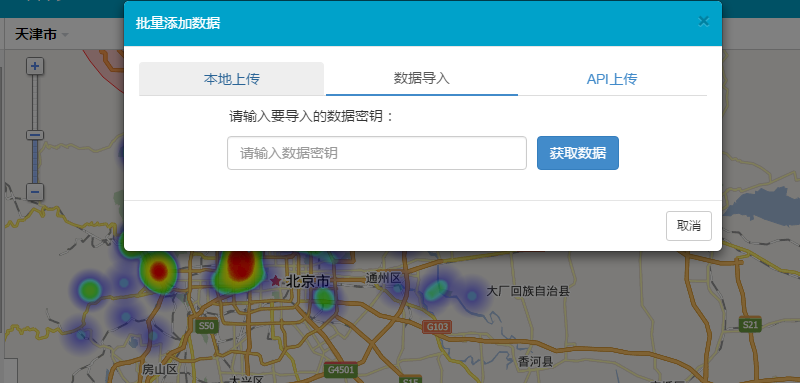 批量添加数据
×
天津市
本地上传
数据导入
API上传
请输入要导入的数据密钥：
请输入数据密钥
获取数据
取消
北京市
通州区
大厂回族自治县
S50
G103
S21
香河县
房山区
G4501
大兴区
S15